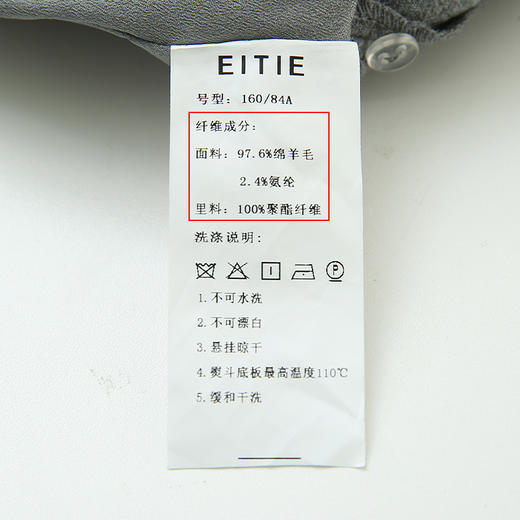 EITIE
号型: 160/84A
纤维成分:
面料: 97.6%绵羊毛
2.4%氨纶
里料: 100%聚酯纤维
洗涤说明:
P
1.不可水洗
2.不可漂白
3.悬挂晾干
4.熨斗底板最高温度110℃
5.缓和干洗